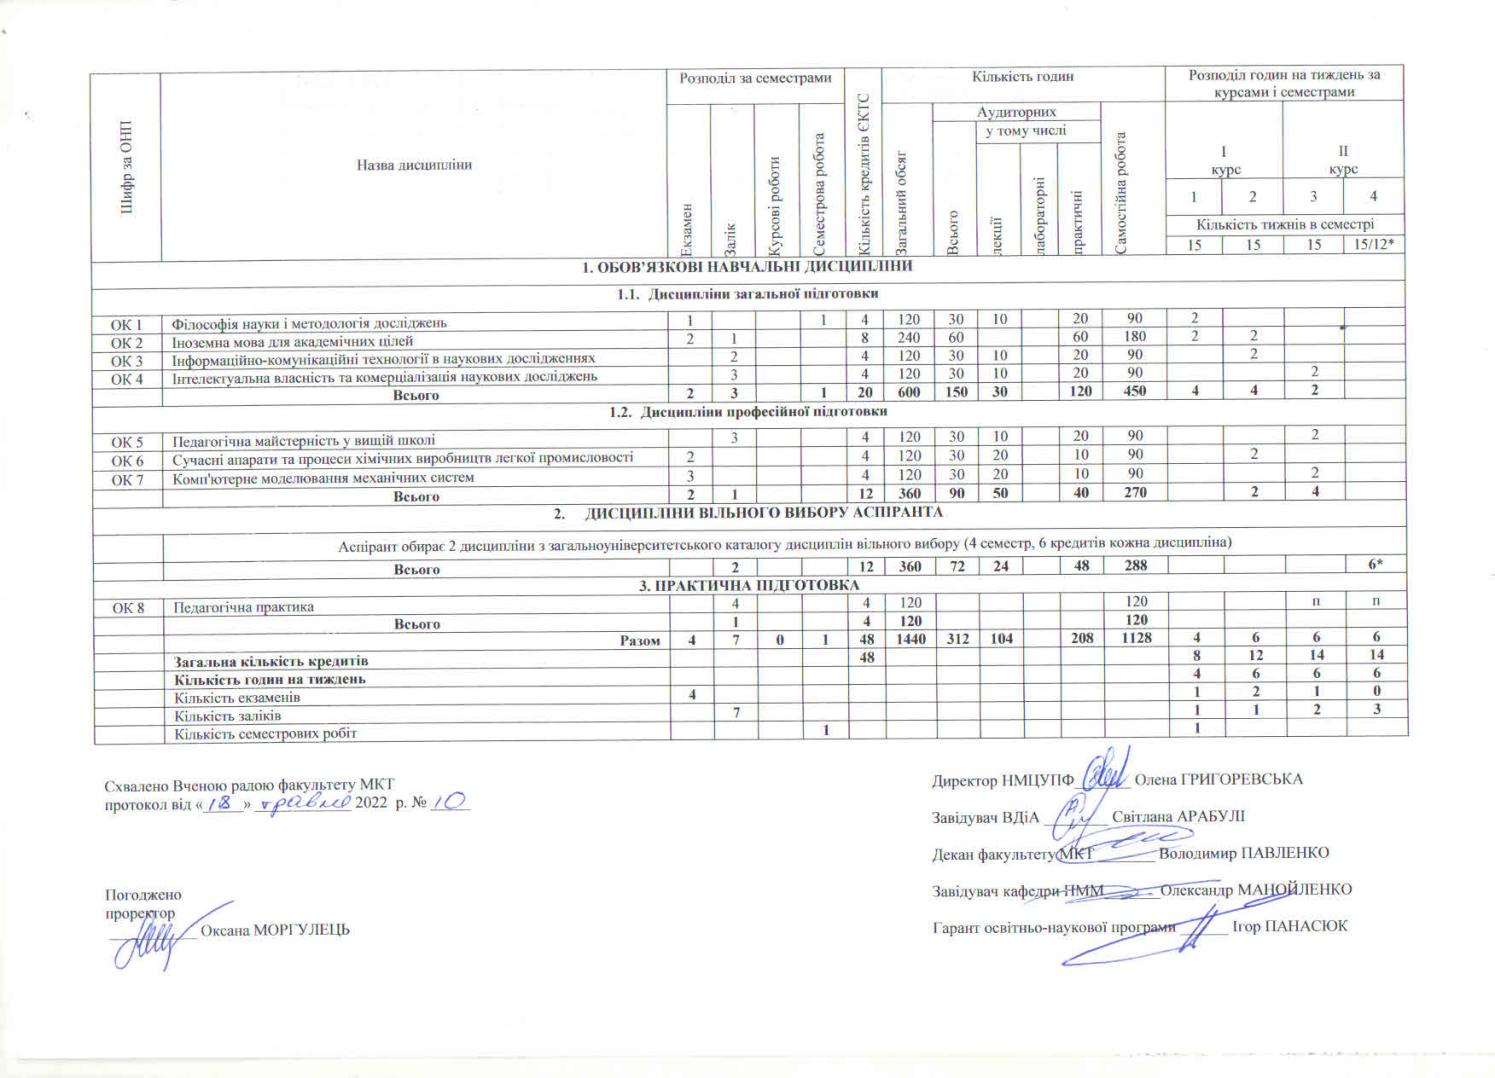 Шифр за ОНП
Назва дисципліни
Розподіл за семестрами
Екзамен
Залік
Курсові роботи
Семестрова робота
Кількість кредитів ЄКТС
Кількість годин
Загальний обсяг
Аудиторних
Всього
у тому числі
лекції
лабораторні
практичні
Самостійна робота
Розподіл годин на тиждень за
курсами і семестрами
I II
курс курс
1 2 3 4
Кількість тижнів в семестрі
15 15 15 15/12*
1. ОБОВ'ЯЗКОВІ НАВЧАЛЬНІ ДИСЦИПЛІНИ
1.1. Дисципліни загальної підготовки
ОК 1 Філософія науки і методологія досліджень 1 1 4 120 30 10 20 90 2
ОК 2 Іноземна мова для академічних цілей 2 1 8 240 60 60 180 2 2
ОК 3 Інформаційно-комунікаційні технології в наукових дослідженнях 2 4 120 30 10 20 90 2
ОК 4 Інтелектуальна власність та комерціалізація наукових досліджень 3 4 120 30 10 20 90 2
Всього 2 3 1 20 600 150 30 120 450 4 4 2
1.2. Дисципліни професійної підготовки
ОК 5 Педагогічна майстерність у вищій школі 3 4 120 30 10 20 90 2
ОК 6 Сучасні апарати та процеси хімічних виробництв легкої промисловості 2 4 120 30 20 10 90 2
ОК 7 Комп'ютерне моделювання механічних систем 3 4 120 30 20 10 90 2
Всього 2 1 12 360 90 50 40 270 2 4
2. ДИСЦИПЛІНИ ВІЛЬНОГО ВИБОРУ АСПІРАНТА
Аспірант обирає 2 дисципліни з загальноуніверситетського каталогу дисциплін вільного вибору (4 семестр, 6 кредитів кожна дисципліна)
Всього 2 12 360 72 24 48 288 6*
3. ПРАКТИЧНА ПІДГОТОВКА
ОК 8 Педагогічна практика 4 4 120 120 п п
Всього 1 4 120 120
Разом 4 7 0 1 48 1440 312 104 208 1128 4 6 6 6
Загальна кількість кредитів 48 8 12 14 14
Кількість годин на тиждень 4 6 6 6
Кількість екзаменів 4 1 2 1 0
Кількість заліків 7 1 1 2 3
Кількість семестрових робіт 1 1
Схвалено Вченою радою факультету МКТ
протокол від «18» травня 2022 р. № 10
Погоджено
проректор
Оксана МОРГУЛЕЦЬ
Директор НМЦУПФ Олена ГРИГОРЕВСЬКА
Завідувач ВДіА Світлана АРАБУЛІ
Декан факультету МКТ Володимир ПАВЛЕНКО
Завідувач кафедри ПММ Олександр МАНОЙЛЕНКО
Гарант освітньо-наукової програми Ігор ПАНАСЮК